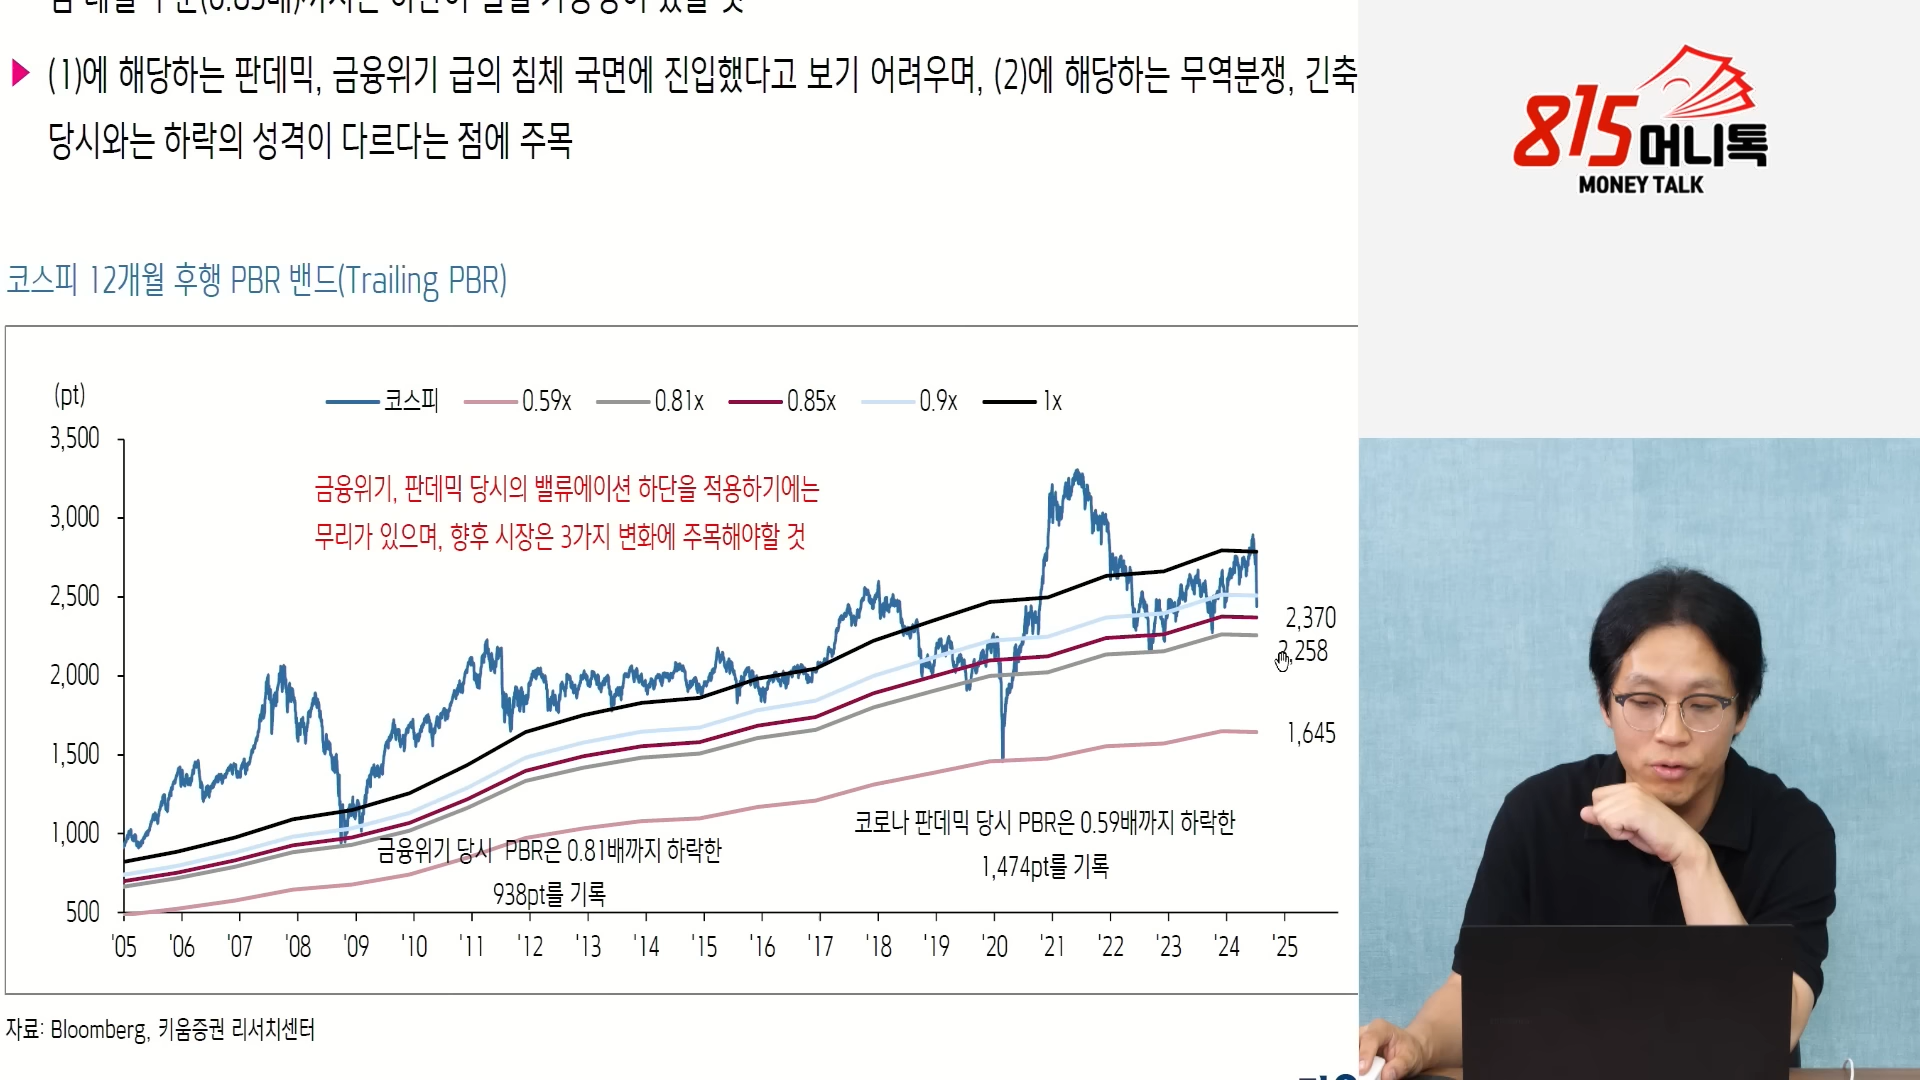 (1)에 해당하는 판데믹, 금융위기 급의 침체 국면에 진입했다고 보기 어려우며, (2)에 해당하는 무역분쟁, 긴축
당시와는 하락의 성격이 다르다는 점에 주목
815머니톡
MONEY TALK
코스피 12개월 후행 PBR 밴드(Trailing PBR)
(pt)
코스피 0.59x 0.81x 0.85x 0.9x 1x
3,500
3,000
2,500
2,000
1,500
1,000
500
금융위기, 판데믹 당시의 밸류에이션 하단을 적용하기에는
무리가 있으며, 향후 시장은 3가지 변화에 주목해야할 것
2,370
2,258
1,645
코로나 판데믹 당시 PBR은 0.59배까지 하락한
1,474pt를 기록
금융위기 당시 PBR은 0.81배까지 하락한
938pt를 기록
'05 '06 '07 '08 '09 '10 '11 '12 '13 '14 '15 '16 '17 '18 '19 '20 '21 '22 '23 '24 '25
자료: Bloomberg, 키움증권 리서치센터